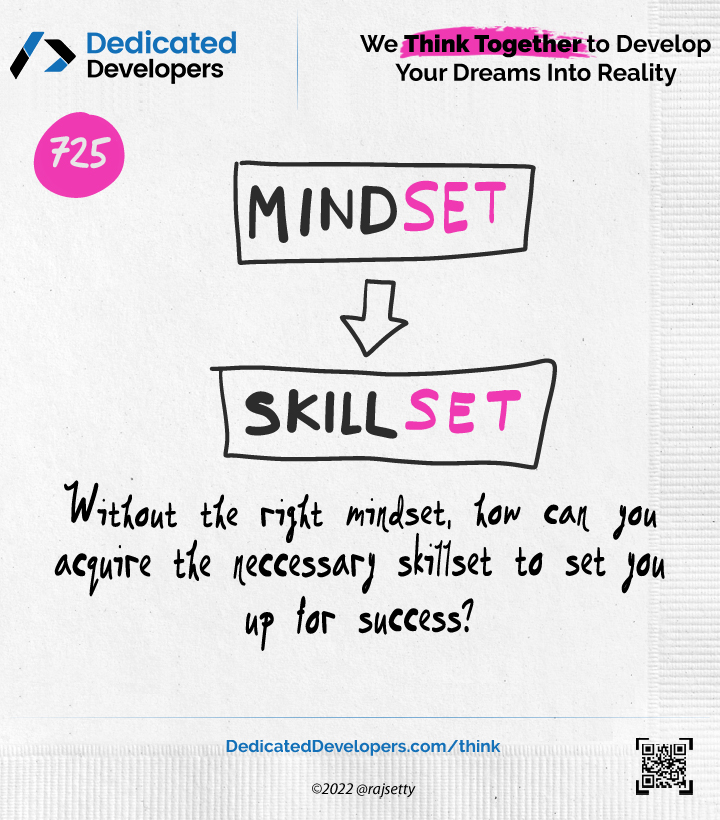 Dedicated
Developers
We Think Together to Develop
Your Dreams Into Reality
725
MINDSET
SKILLSET
Without the right mindset, how can you
acquire the neccessary skillset to set you
up for success?
DedicatedDevelopers.com/think
©2022 @rajsetty